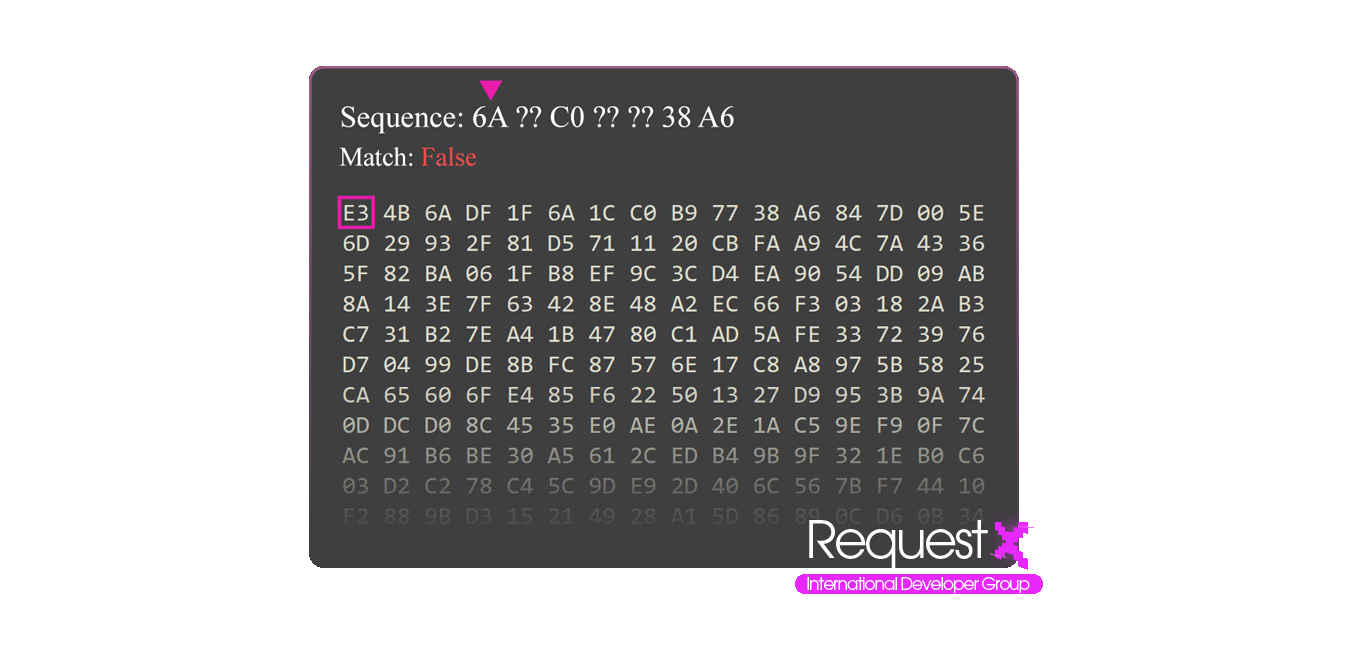 Sequence: 6A ?? C0 ?? ?? 38 A6
Match: False
E3 4B 6A DF 1F 6A 1C C0 B9 77 38 A6 84 7D 00 5E
6D 29 93 2F 81 D5 71 11 20 CB FA A9 4C 7A 43 36
5F 82 BA 06 1F B8 EF 9C 3C D4 EA 90 54 DD 09 AB
8A 14 3E 7F 63 42 8E 48 A2 EC 66 F3 03 18 2A B3
C7 31 B2 7E A4 1B 47 80 C1 AD 5A FE 33 72 39 76
D7 04 99 DE 8B FC 87 57 6E 17 C8 A8 97 5B 58 25
CA 65 60 6F E4 85 F6 22 50 13 27 D9 95 3B 9A 74
0D DC D0 8C 45 35 E0 AE 0A 2E 1A C5 9E F9 0F 7C
AC 91 B6 BE 30 A5 61 2C ED B4 9B 9F 32 1E B0 C6
03 D2 C2 78 C4 5C 9D E9 2D 40 6C 56 7B F7 44 10
F2 88 9B D3 15 21 49 28 A1 5D 86 89 0C D6 0B 34
RequestX
International Developer Group